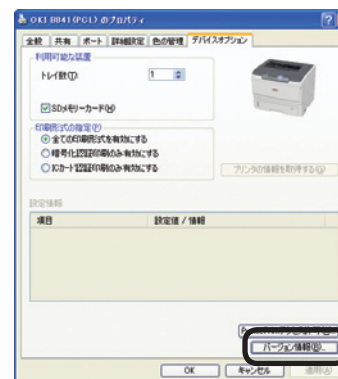 OKI B841(PCL) のプロパティ
全般 共有 ポート 詳細設定 色の管理 デバイスオプション
利用可能な装置
トレイ数(T): 1
SDメモリーカード(H)
印刷形式の指定(P)
全ての印刷形式を有効にする
暗号化認証印刷のみ有効にする
ICカード認証印刷のみ有効にする
プリンタの情報を取得する(G)
設定情報
項目 設定値 / 情報
バージョン情報(B)...
OK キャンセル 適用(A)